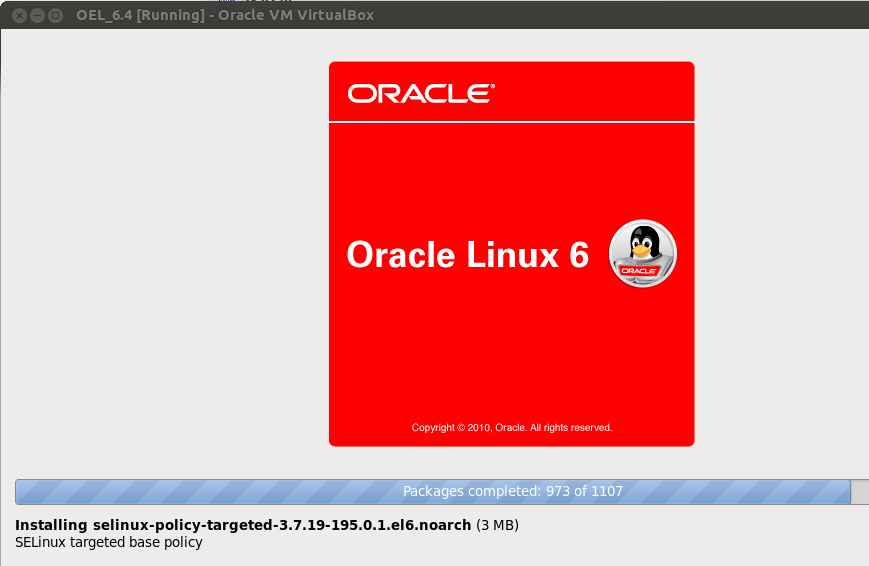 OEL_6.4 [Running] - Oracle VM VirtualBox
ORACLE®
Oracle Linux 6
ORACLE
Copyright © 2010, Oracle. All rights reserved.
Packages completed: 973 of 1107
Installing selinux-policy-targeted-3.7.19-195.0.1.el6.noarch (3 MB)
SELinux targeted base policy